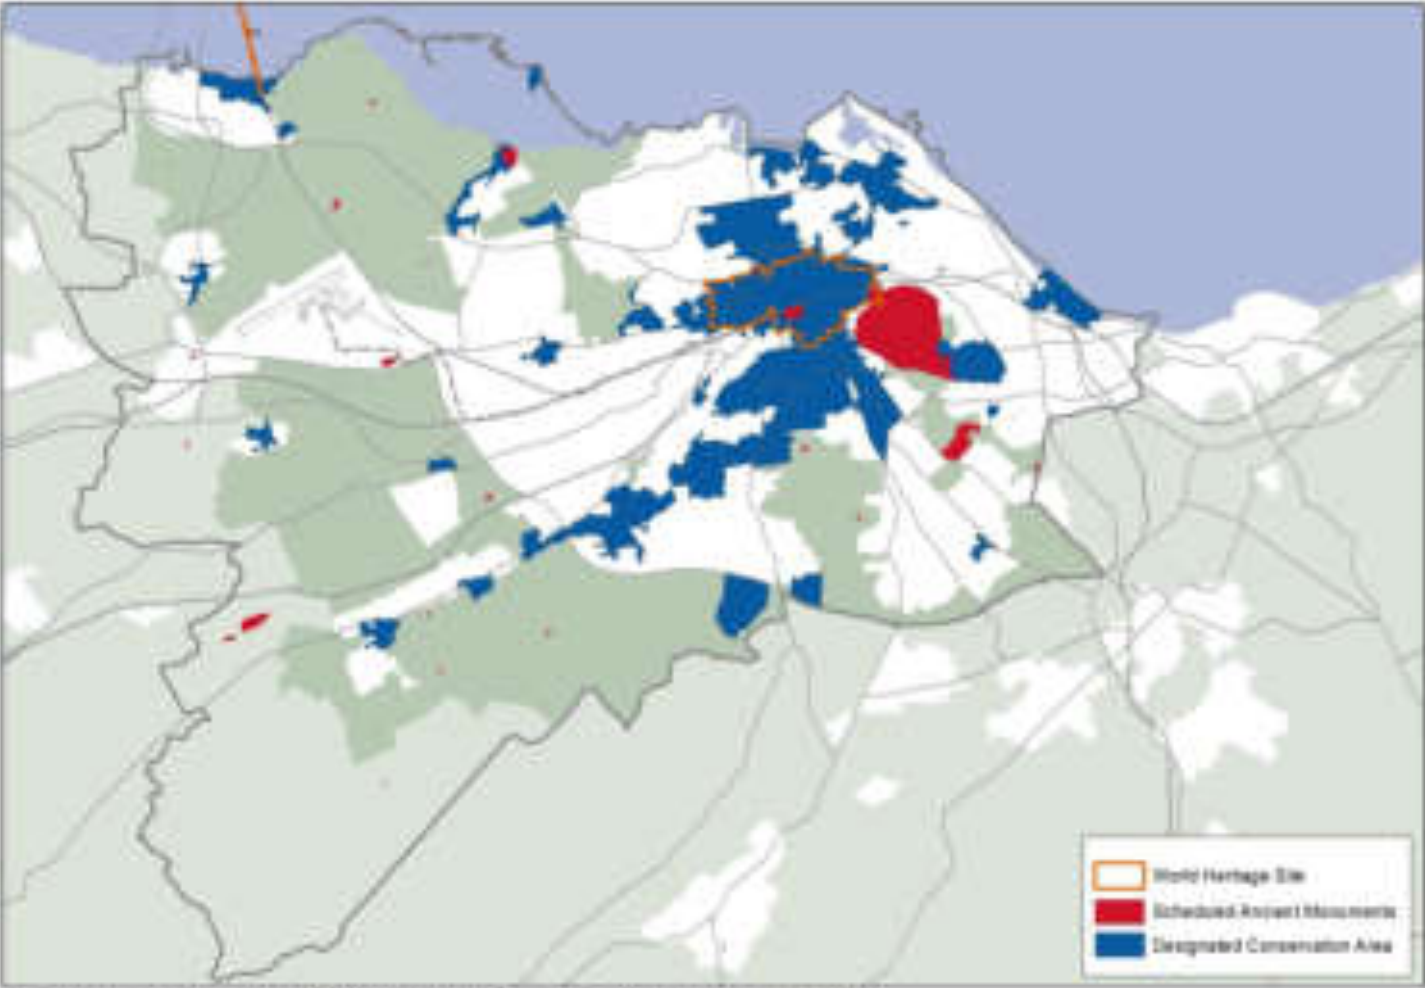 World Heritage Site
Scheduled Ancient Monuments
Designated Conservation Area